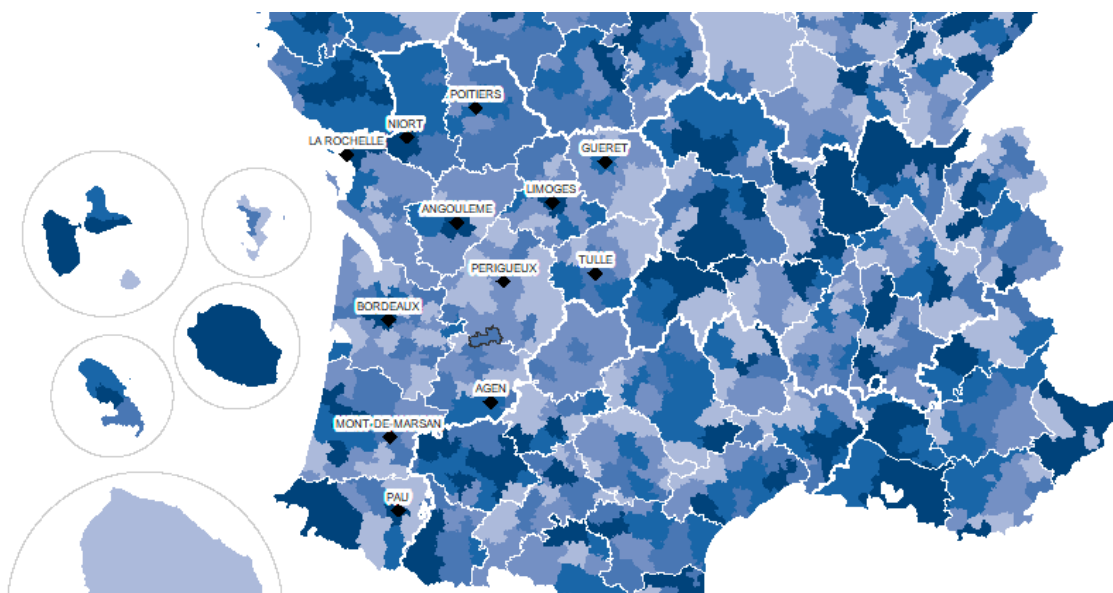 POITIERS
NIORT
LA ROCHELLE
GUERET
LIMOGES
ANGOULEME
PERIGUEUX
TULLE
BORDEAUX
AGEN
MONT-DE-MARSAN
PAU